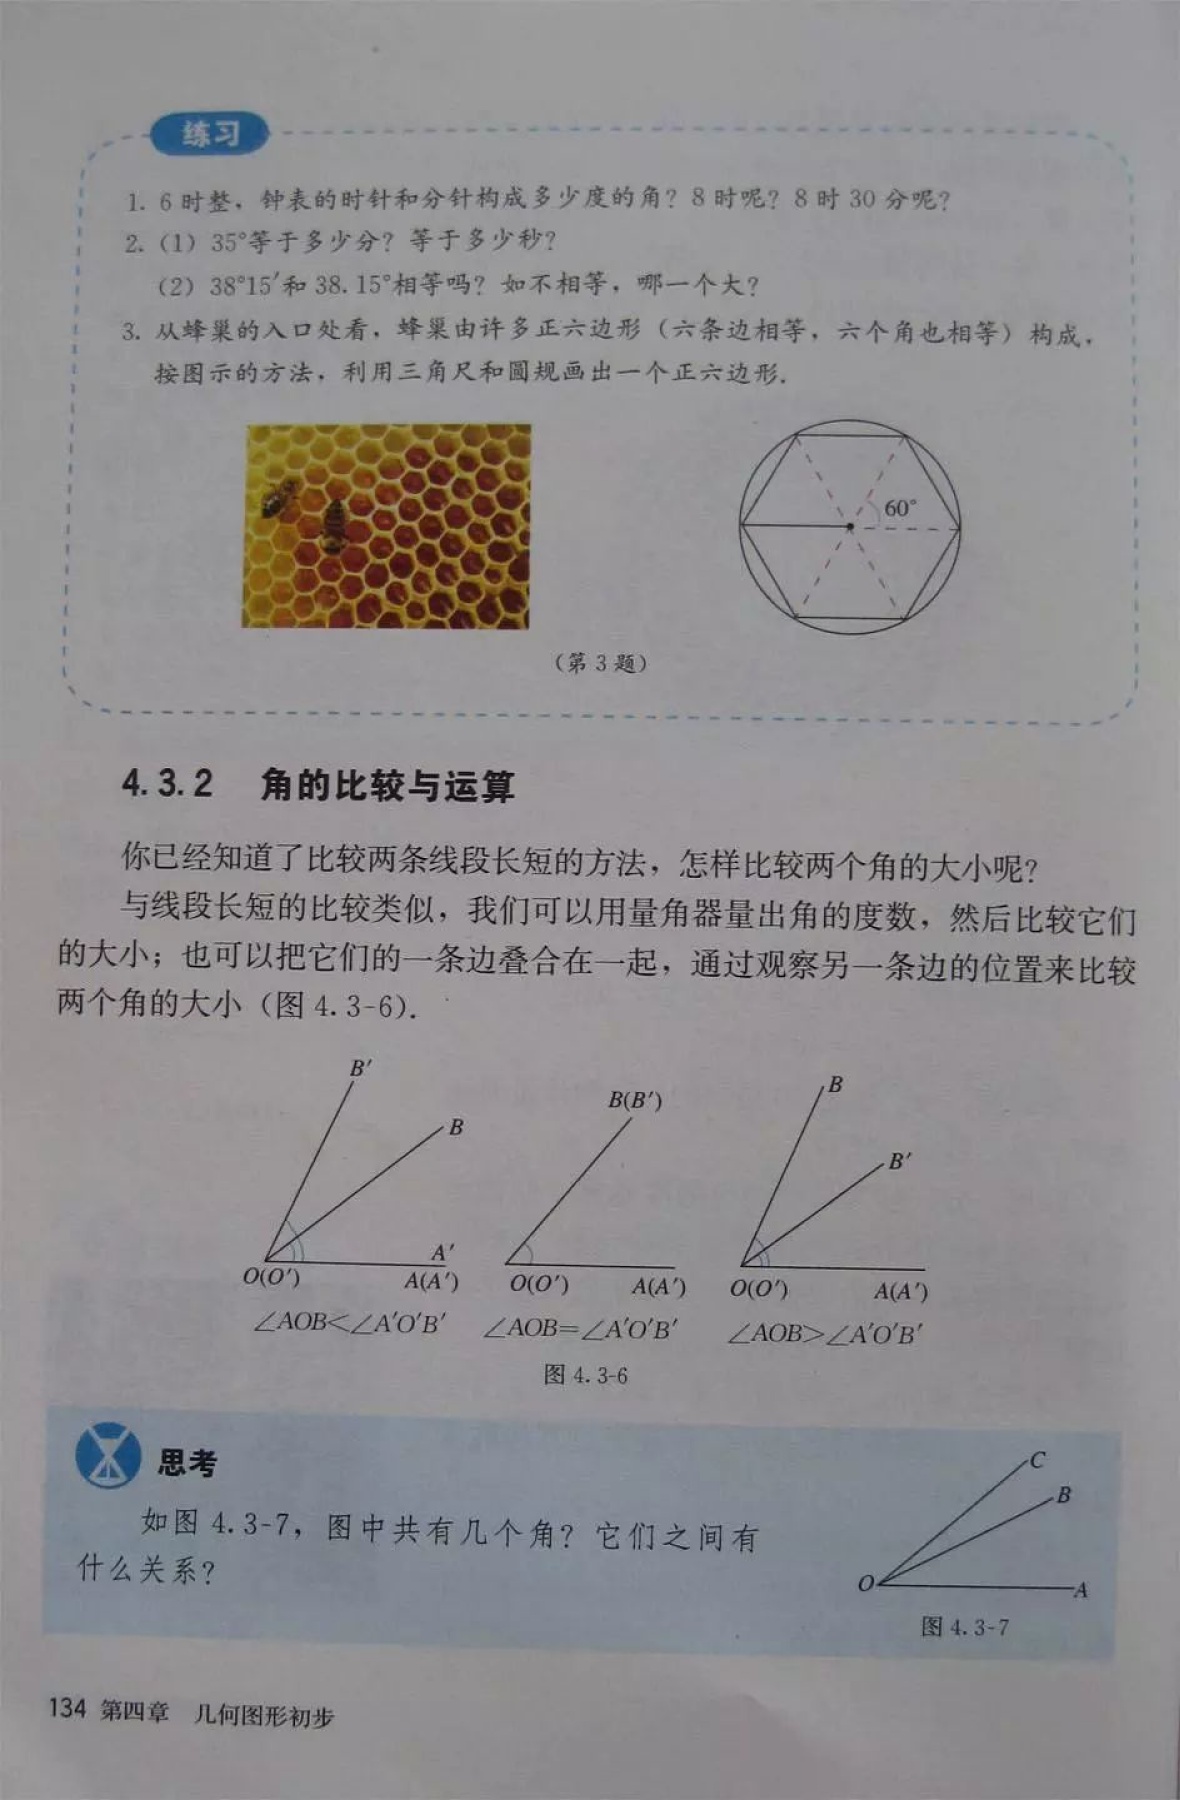 练习
1. 6时整，钟表的时针和分针构成多少度的角？8时呢？8时30分呢？
2. (1) 35°等于多少分？等于多少秒？
(2) 38°15′和38.15°相等吗？如不相等，哪一个大？
3. 从蜂巢的入口处看，蜂巢由许多正六边形（六条边相等，六个角也相等）构成，
按图示的方法，利用三角尺和圆规画出一个正六边形.
60°
（第3题）
4.3.2 角的比较与运算
你已经知道了比较两条线段长短的方法，怎样比较两个角的大小呢？
与线段长短的比较类似，我们可以用量角器量出角的度数，然后比较它们
的大小；也可以把它们的一条边叠合在一起，通过观察另一条边的位置来比较
两个角的大小（图4.3-6）.
B′
B
A′
O(O′) A(A′)
B(B′)
O(O′) A(A′)
B
B′
O(O′) A(A′)
∠AOB<∠A′O′B′ ∠AOB=∠A′O′B′ ∠AOB>∠A′O′B′
图4.3-6
思考
如图4.3-7，图中共有几个角？它们之间有
什么关系？
C
B
O A
图4.3-7
134 第四章 几何图形初步